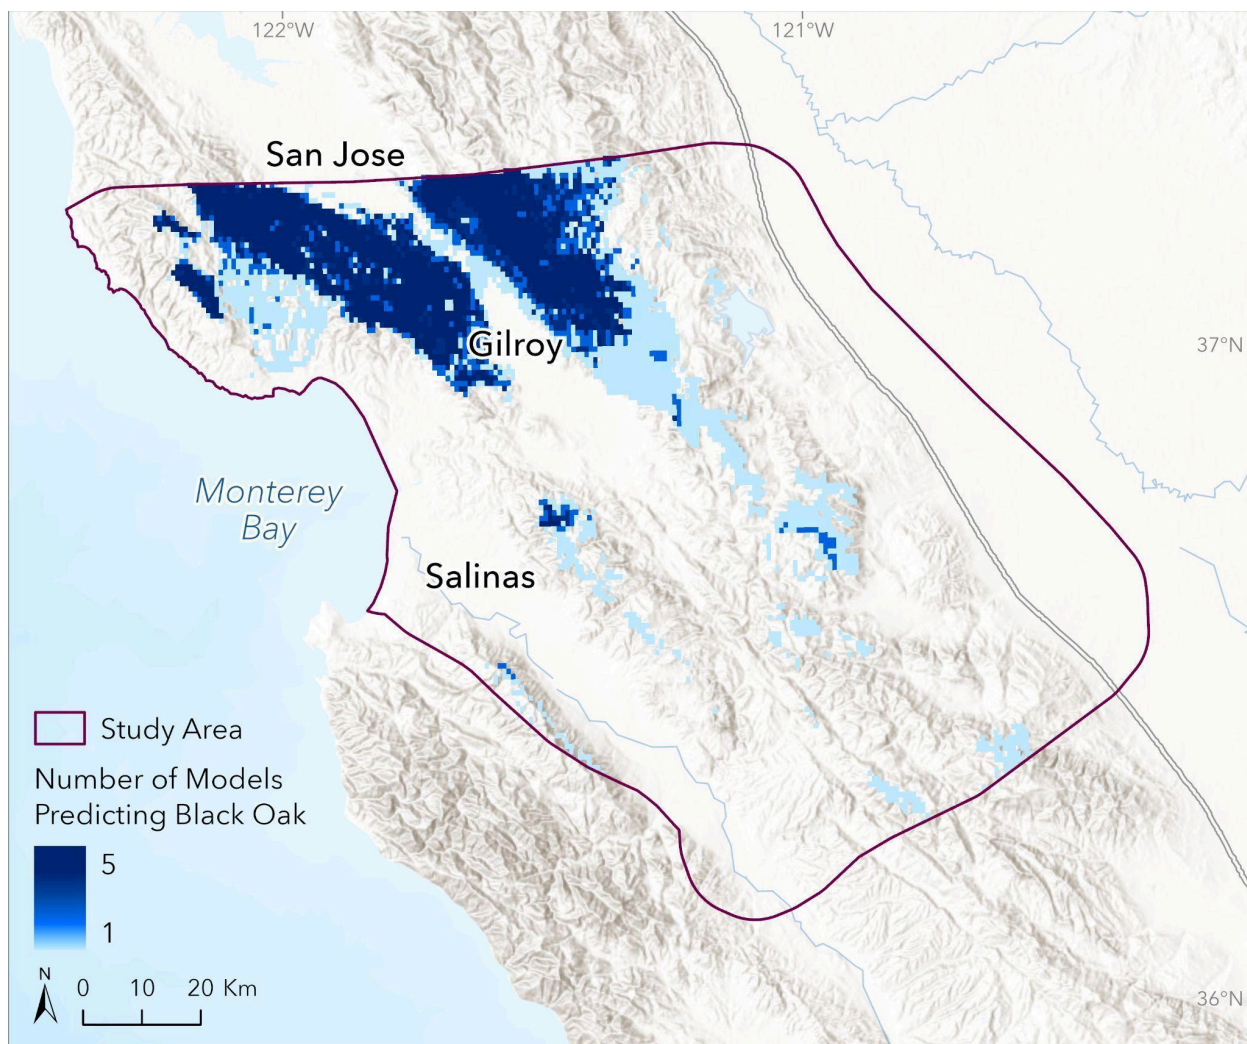 122°W
121°W
San Jose
Gilroy
37°N
Monterey
Bay
Salinas
Study Area
Number of Models
Predicting Black Oak
5
1
N
0 10 20 Km
36°N